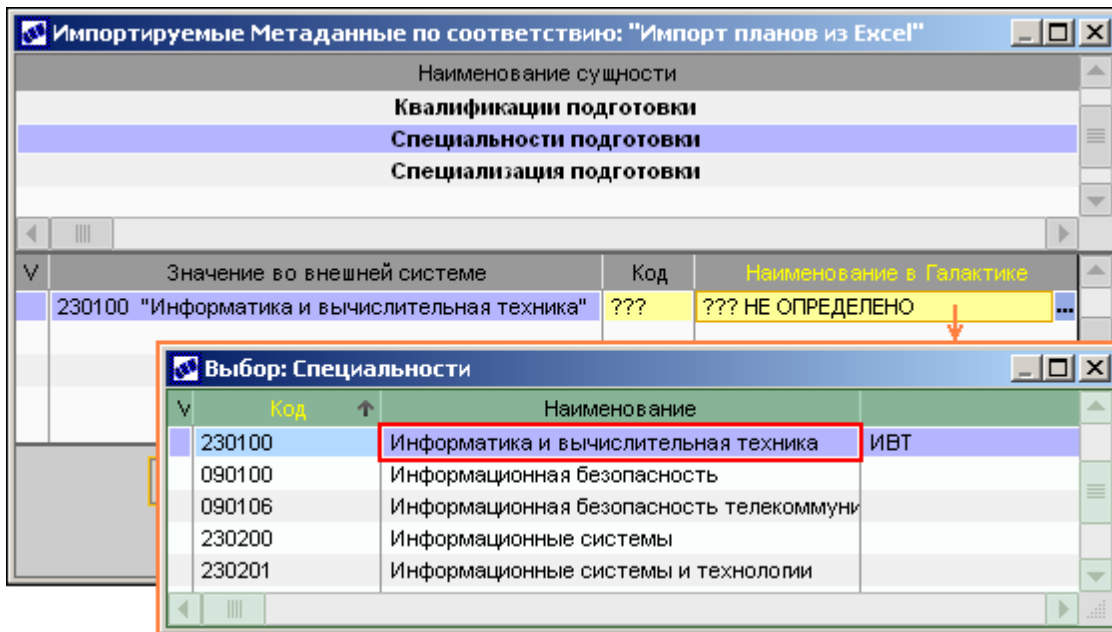 Импортируемые Метаданные по соответствию: "Импорт планов из Excel"
Наименование сущности
Квалификации подготовки
Специальности подготовки
Специализация подготовки
V Значение во внешней системе Код Наименование в Галактике
230100 "Информатика и вычислительная техника" ??? ??? НЕ ОПРЕДЕЛЕНО ...
Выбор: Специальности
V Код Наименование
230100 Информатика и вычислительная техника ИВТ
090100 Информационная безопасность
090106 Информационная безопасность телекоммуни
230200 Информационные системы
230201 Информационные системы и технологии